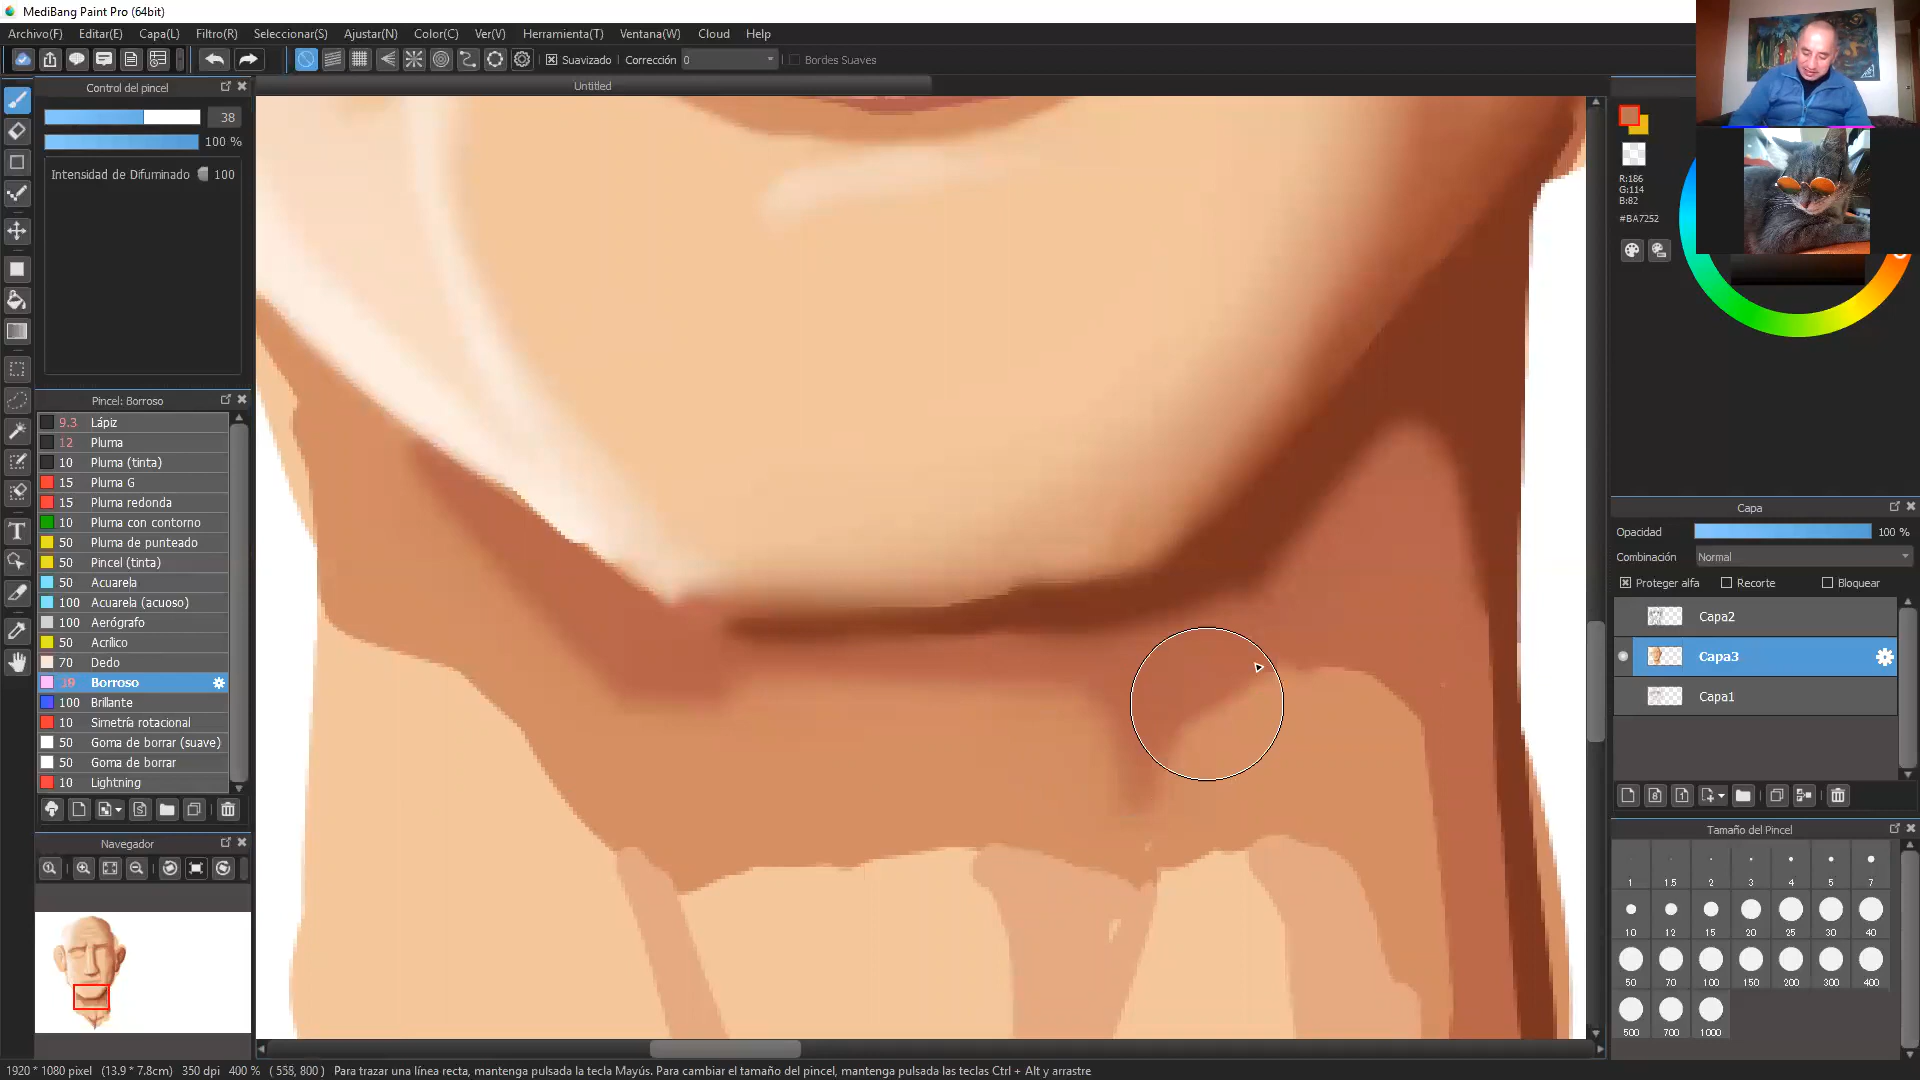 MediBang Paint Pro (64bit)
Archivo(F) Editar(E) Capa(L) Filtro(R) Seleccionar(S) Ajustar(N) Color(C) Ver(V) Herramienta(T) Ventana(W) Cloud Help
Suavizado Corrección 0 Bordes Suaves
Control del pincel
Untitled
38
100 %
Intensidad de Difuminado 100
R:186
G:114
B:82
#BA7252
Pincel: Borroso
9.3 Lápiz
12 Pluma
10 Pluma (tinta)
15 Pluma G
15 Pluma redonda
10 Pluma con contorno
50 Pluma de punteado
50 Pincel (tinta)
50 Acuarela
100 Acuarela (acuoso)
100 Aerógrafo
50 Acrílico
70 Dedo
38 Borroso
100 Brillante
10 Simetría rotacional
50 Goma de borrar (suave)
50 Goma de borrar
10 Lightning
Capa
Opacidad 100 %
Combinación Normal
Proteger alfa Recorte Bloquear
Capa2
Capa3
Capa1
Navegador
Tamaño del Pincel
1 1.5 2 3 4 5 7
10 12 15 20 25 30 40
50 70 100 150 200 300 400
500 700 1000
1920 * 1080 pixel (13.9 * 7.8cm) 350 dpi 400 % ( 558, 800 ) Para trazar una línea recta, mantenga pulsada la tecla Mayús. Para cambiar el tamaño del pincel, mantenga pulsadas las teclas Ctrl + Alt y arrastre